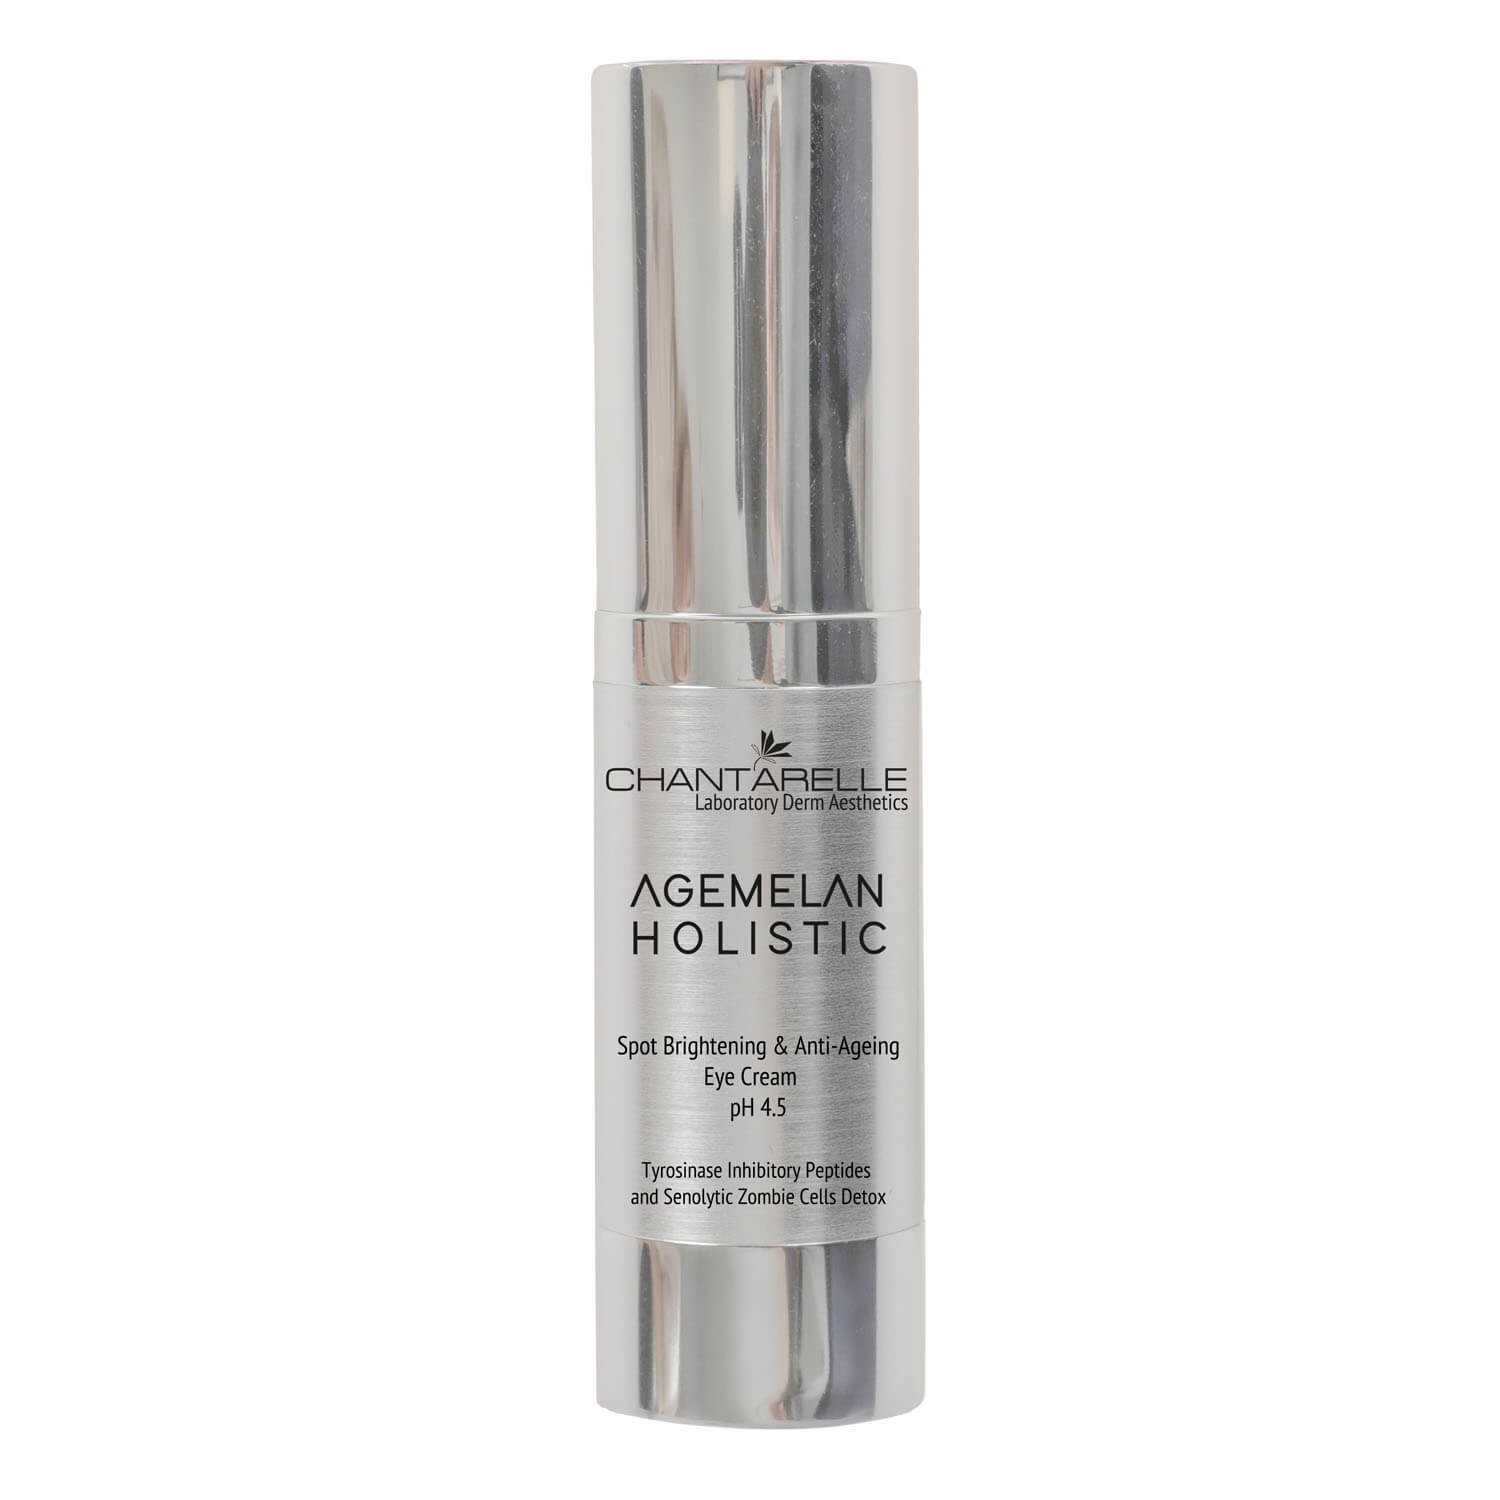 CHANTARELLE
Laboratory Derm Aesthetics
AGEMELAN
HOLISTIC
Spot Brightening & Anti-Ageing
Eye Cream
pH 4.5
Tyrosinase Inhibitory Peptides
and Senolytic Zombie Cells Detox